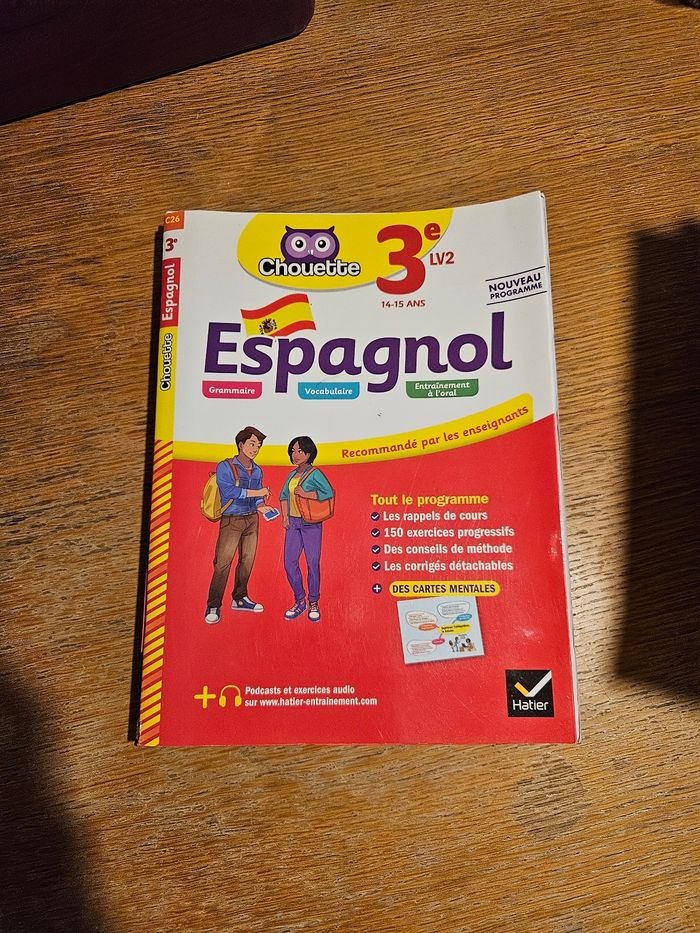 C26
3e
Espagnol
Chouette
Chouette
3e
LV2
14-15 ANS
NOUVEAU
PROGRAMME
Espagnol
Grammaire
Vocabulaire
Entraînement
à l'oral
Recommandé par les enseignants
Tout le programme
Les rappels de cours
150 exercices progressifs
Des conseils de méthode
Les corrigés détachables
+ DES CARTES MENTALES
+ Podcasts et exercices audio
sur www.hatier-entrainement.com
Hatier